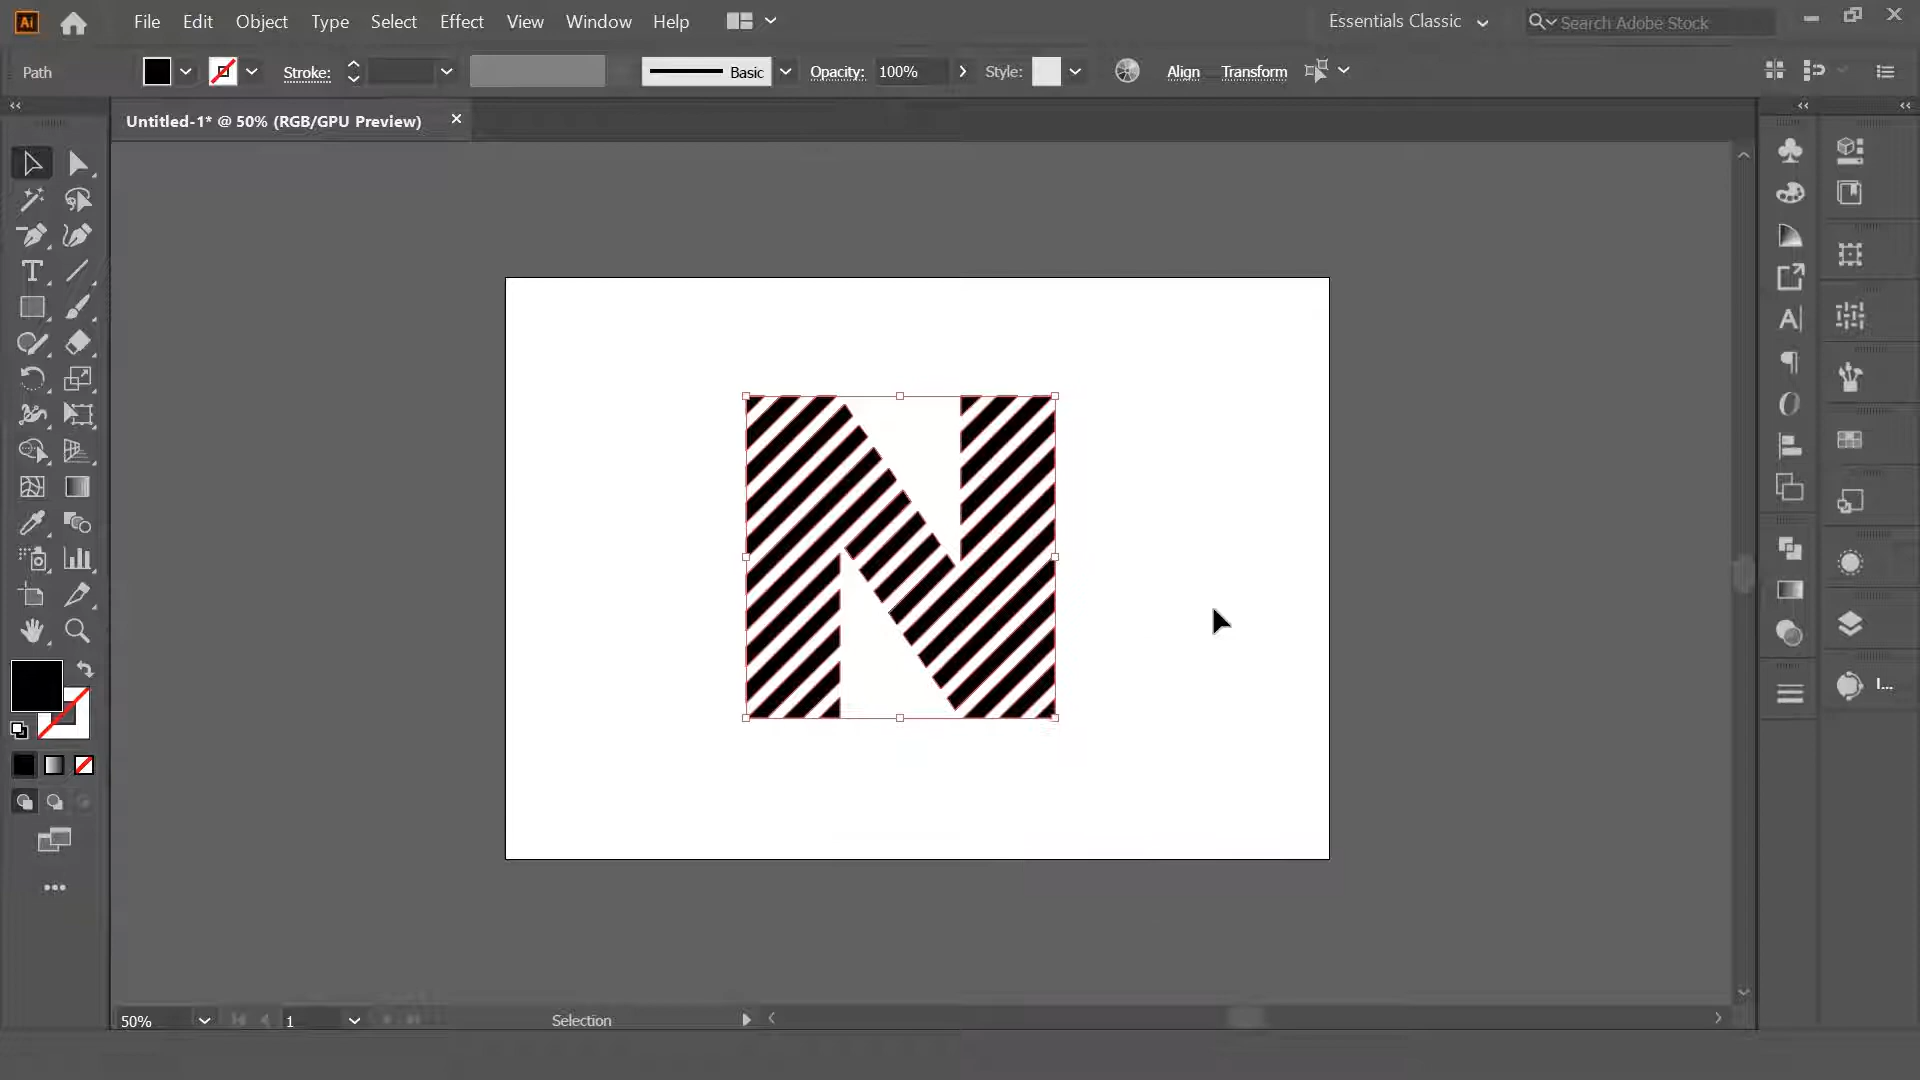 Ai File Edit Object Type Select Effect View Window Help Essentials Classic Search Adobe Stock
Path Stroke: Basic Opacity: 100% Style: Align Transform
Untitled-1* @ 50% (RGB/GPU Preview)
N
I...
50% 1 Selection